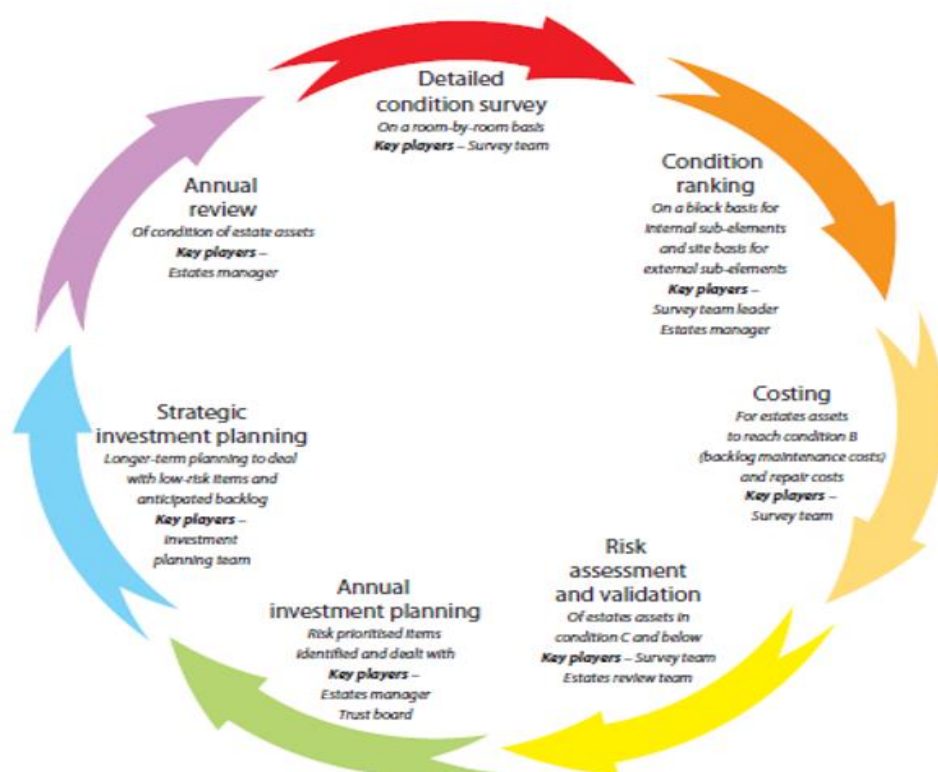 Detailed
condition survey
On a room-by-room basis
Key players – Survey team
Condition
ranking
On a block basis for
internal sub-elements
and site basis for
external sub-elements
Key players –
Survey team leader
Estates manager
Costing
For estates assets
to reach condition B
(backlog maintenance costs)
and repair costs
Key players –
Survey team
Risk
assessment
and validation
Of estates assets in
condition C and below
Key players – Survey team
Estates review team
Annual
investment planning
Risk prioritised items
identified and dealt with
Key players –
Estates manager
Trust board
Strategic
investment planning
Longer-term planning to deal
with low-risk items and
anticipated backlog
Key players –
Investment
planning team
Annual
review
Of condition of estate assets
Key players –
Estates manager